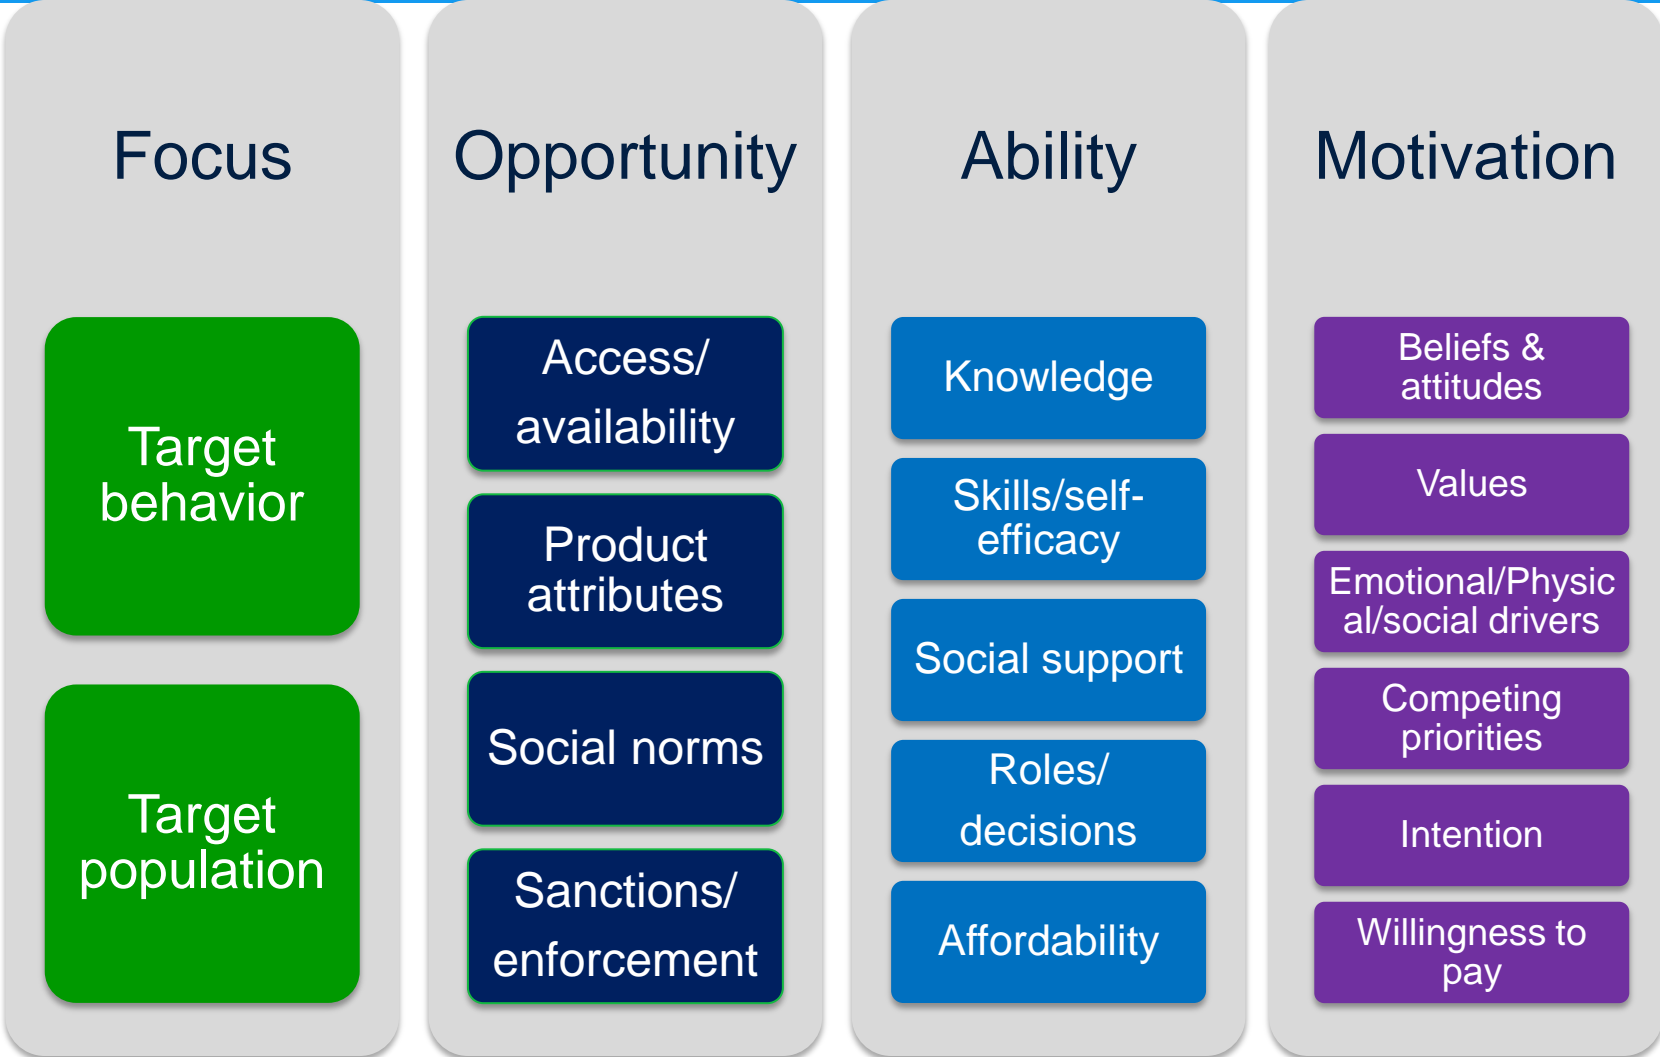 Focus
Target
behavior
Target
population
Opportunity
Access/
availability
Product
attributes
Social norms
Sanctions/
enforcement
Ability
Knowledge
Skills/self-
efficacy
Social support
Roles/
decisions
Affordability
Motivation
Beliefs &
attitudes
Values
Emotional/Physic
al/social drivers
Competing
priorities
Intention
Willingness to
pay